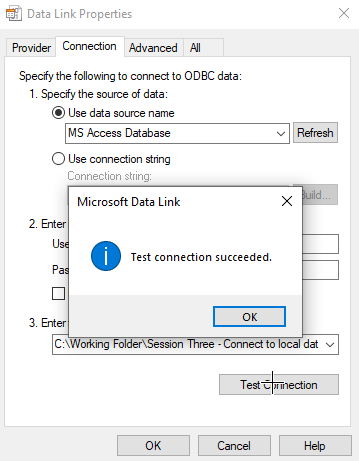 Data Link Properties
Provider Connection Advanced All
Specify the following to connect to ODBC data:
1. Specify the source of data:
Use data source name
MS Access Database Refresh
Use connection string
Connection string:
Build...
Microsoft Data Link
Test connection succeeded.
OK
2. Enter
3. Enter
C:\Working Folder\Session Three - Connect to local dat
Test Connection
OK Cancel Help